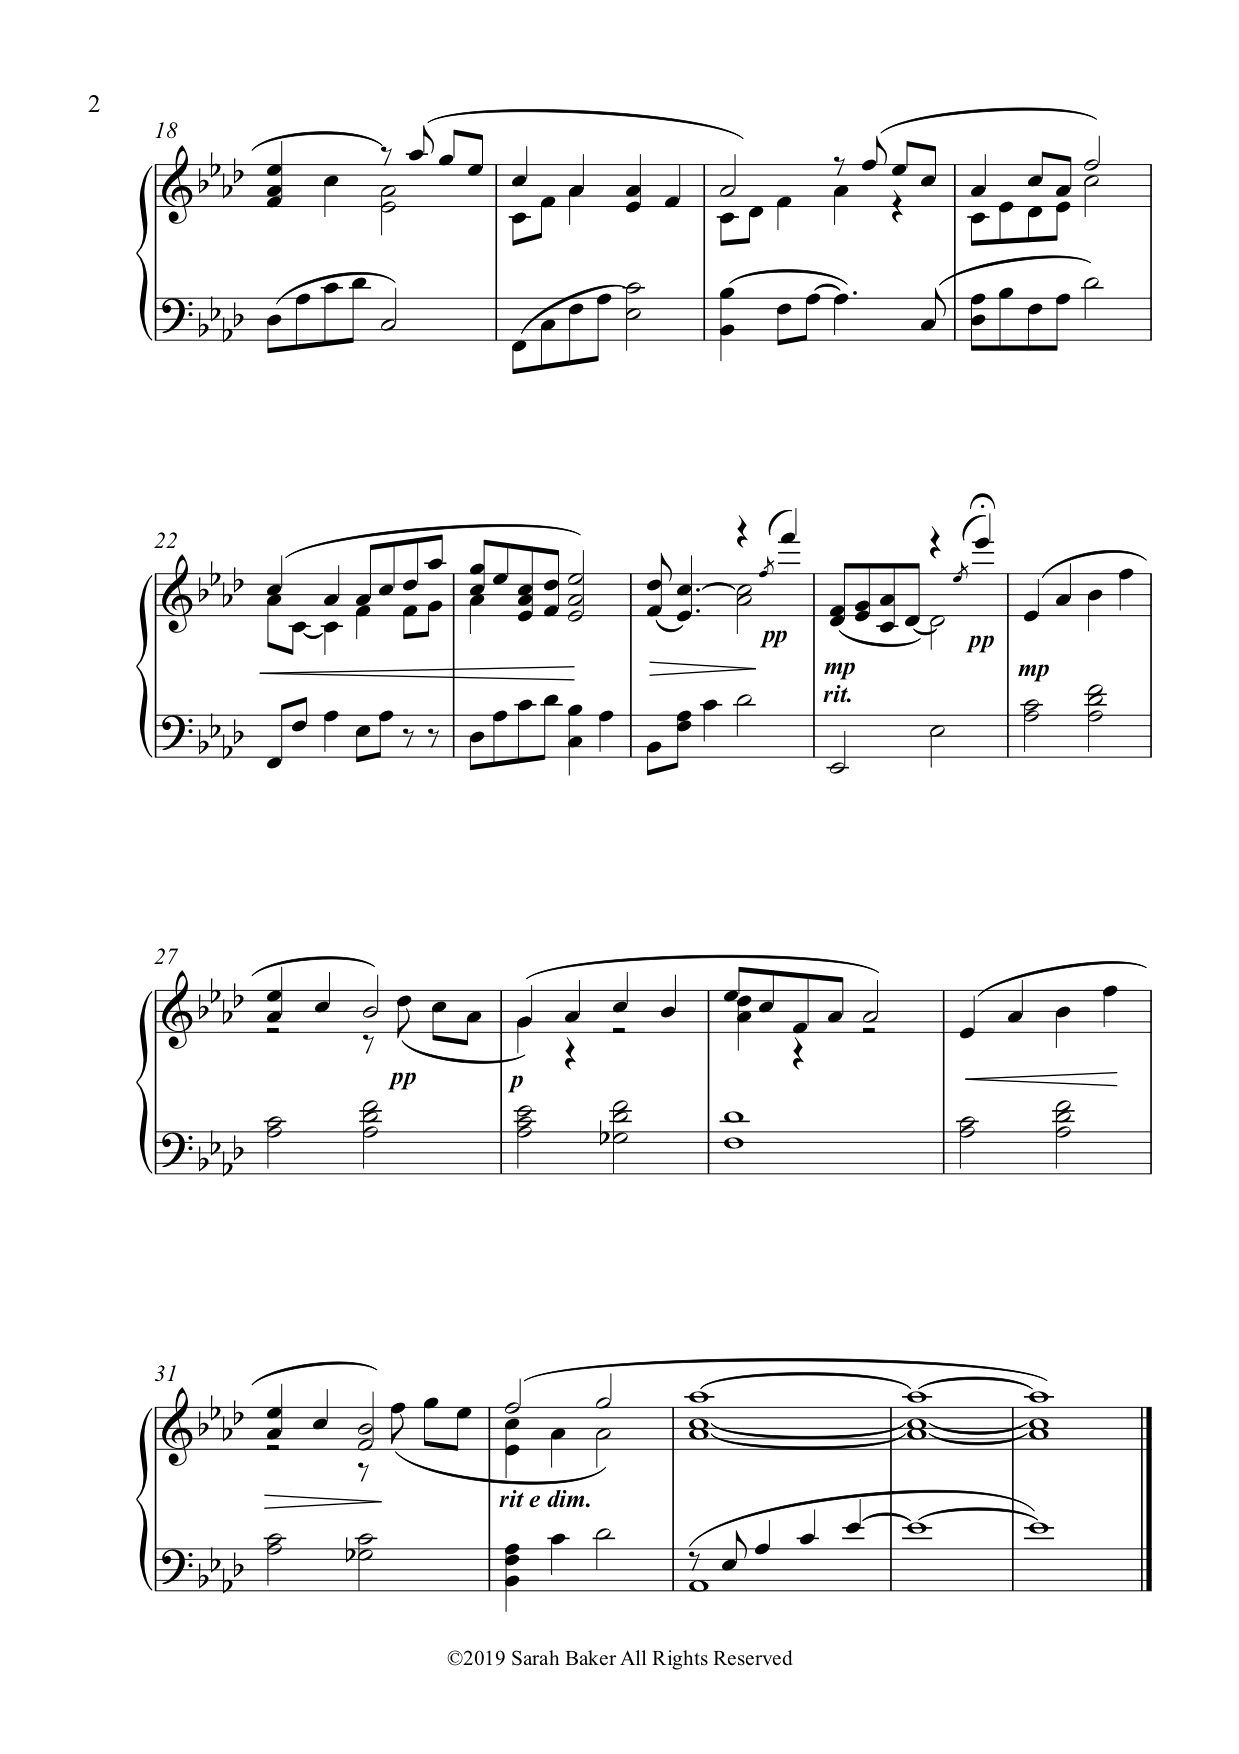 2
18
22
pp
pp
mp
mp
rit.
27
pp
p
31
rit e dim.
©2019 Sarah Baker All Rights Reserved